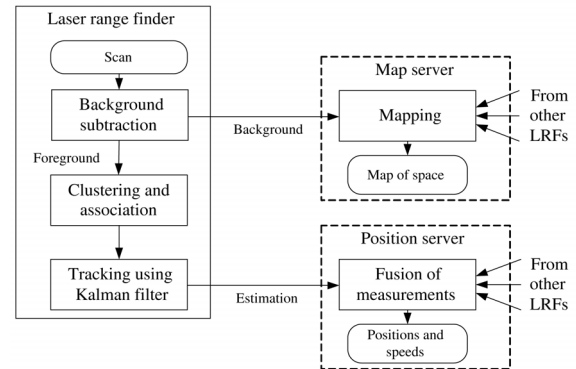 Laser range finder
Scan
Background
subtraction
Foreground
Clustering and
association
Tracking using
Kalman filter
Background
Estimation
Map server
Mapping
Map of space
From
other
LRFs
Position server
Fusion of
measurements
Positions and
speeds
From
other
LRFs